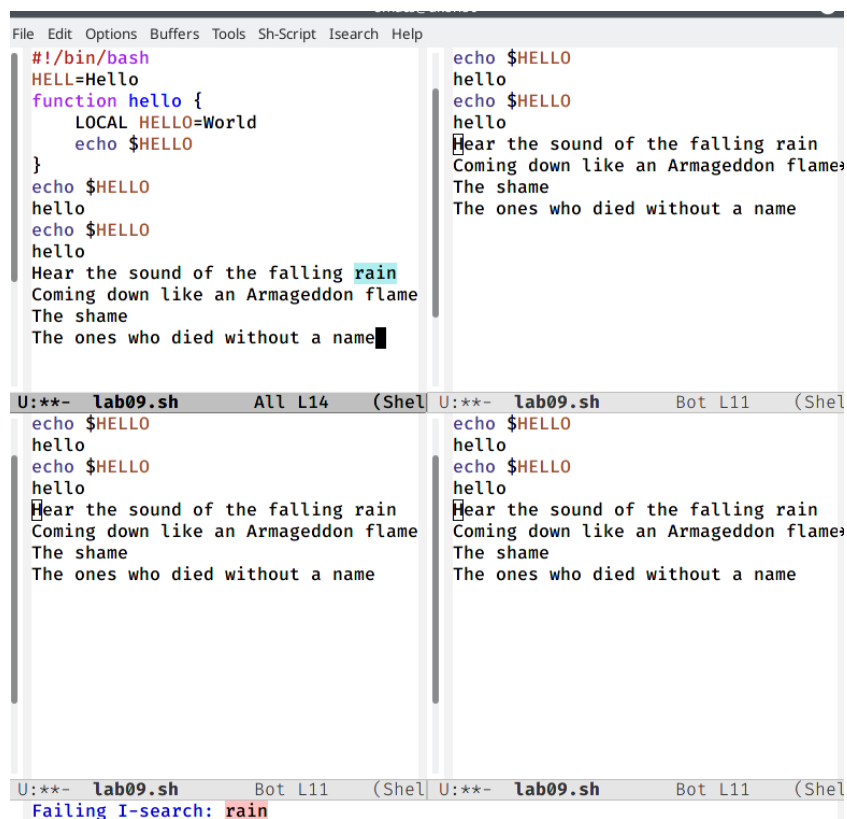 File Edit Options Buffers Tools Sh-Script Isearch Help
#!/bin/bash
HELL=Hello
function hello {
    LOCAL HELLO=World
    echo $HELLO
}
echo $HELLO
hello
echo $HELLO
hello
Hear the sound of the falling rain
Coming down like an Armageddon flame
The shame
The ones who died without a name
U:**- lab09.sh All L14 (Shel
echo $HELLO
hello
echo $HELLO
hello
Hear the sound of the falling rain
Coming down like an Armageddon flame
The shame
The ones who died without a name
U:**- lab09.sh Bot L11 (Shel
echo $HELLO
hello
echo $HELLO
hello
Hear the sound of the falling rain
Coming down like an Armageddon flame
The shame
The ones who died without a name
U:**- lab09.sh Bot L11 (Shel
echo $HELLO
hello
echo $HELLO
hello
Hear the sound of the falling rain
Coming down like an Armageddon flame
The shame
The ones who died without a name
U:**- lab09.sh Bot L11 (Shel
Failing I-search: rain